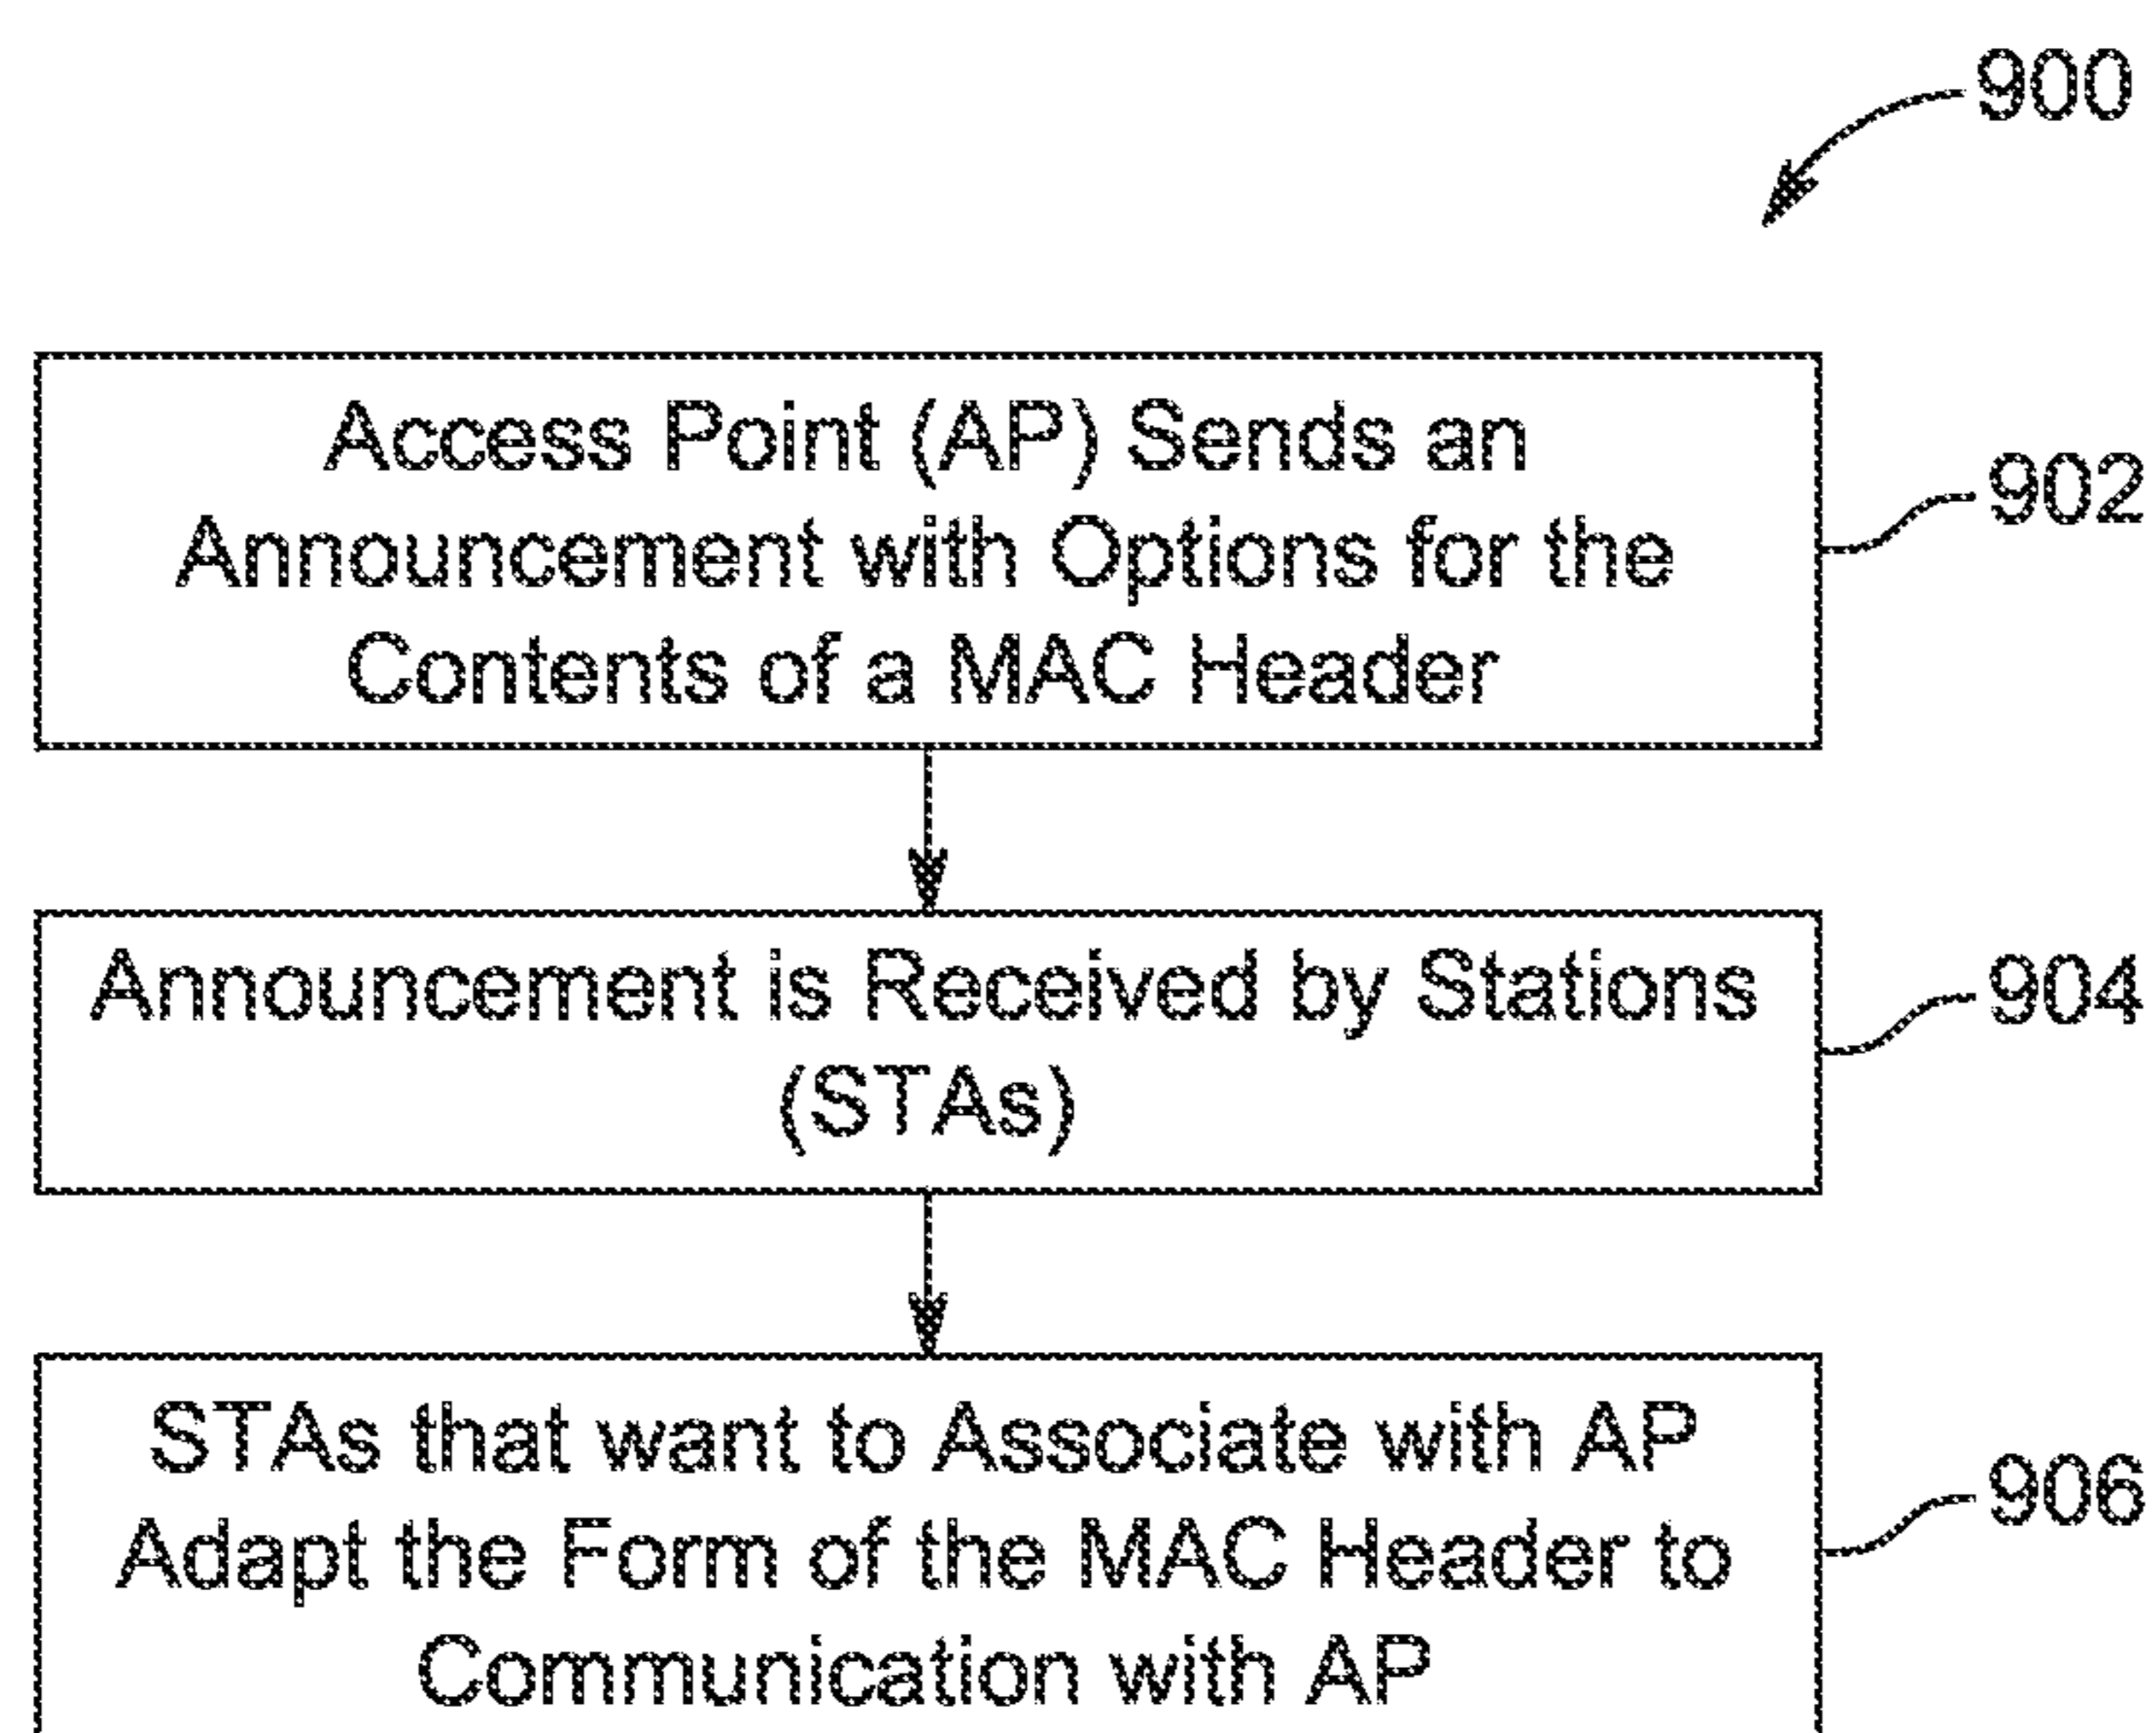 900
Access Point (AP) Sends an
Announcement with Options for the
Contents of a MAC Header
902
Announcement is Received by Stations
(STAs)
904
STAs that want to Associate with AP
Adapt the Form of the MAC Header to
Communication with AP
906